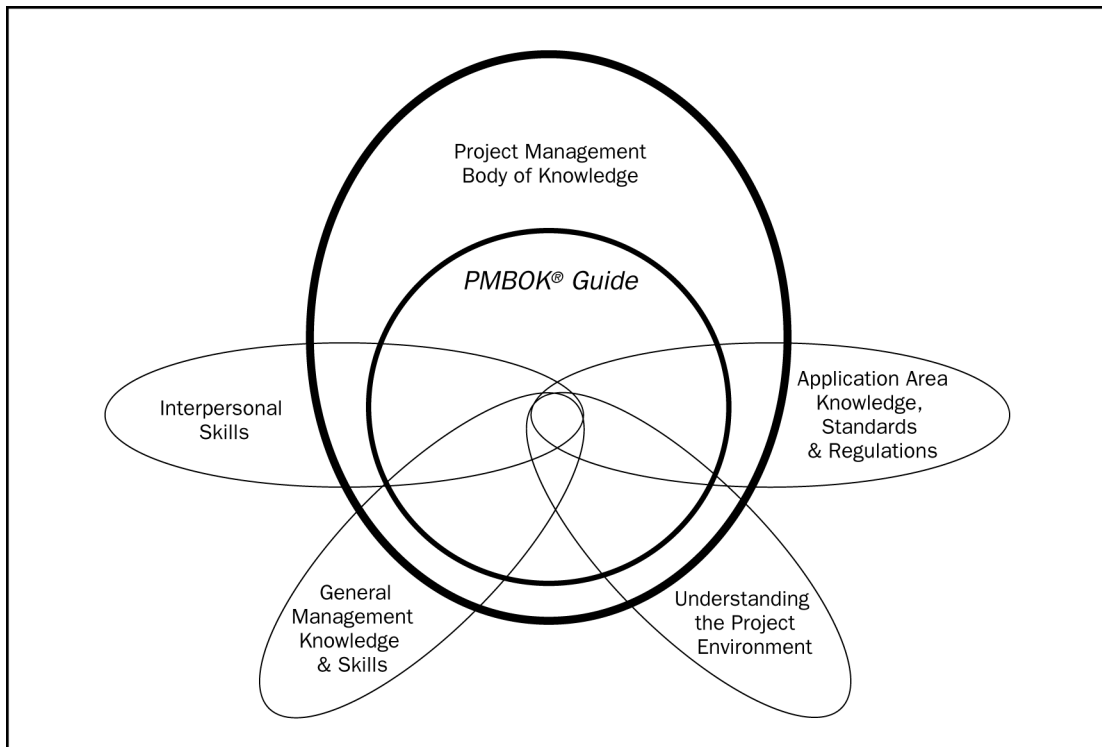 Project Management
Body of Knowledge
PMBOK® Guide
Interpersonal
Skills
Application Area
Knowledge,
Standards
& Regulations
General
Management
Knowledge
& Skills
Understanding
the Project
Environment